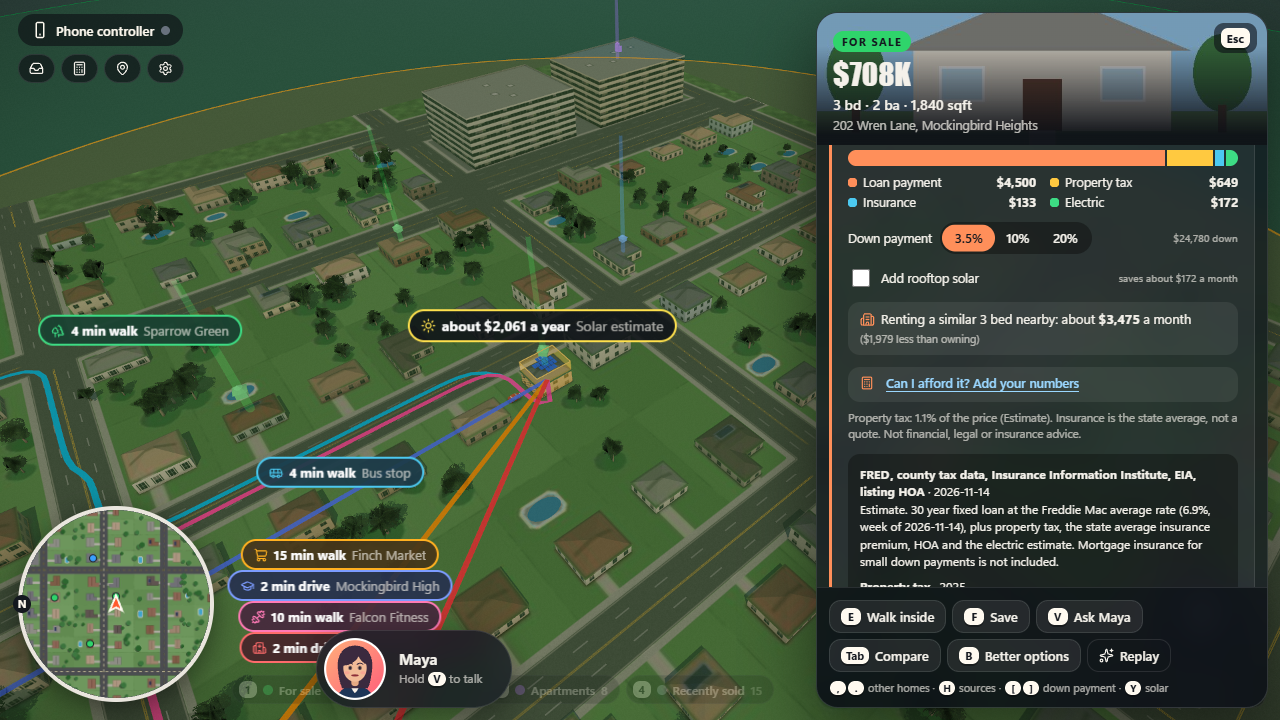 Phone controller
FOR SALE
Esc
$708K
3 bd · 2 ba · 1,840 sqft
202 Wren Lane, Mockingbird Heights
Loan payment $4,500 Property tax $649
Insurance $133 Electric $172
Down payment 3.5% 10% 20% $24,780 down
Add rooftop solar saves about $172 a month
Renting a similar 3 bed nearby: about $3,475 a month
($1,979 less than owning)
Can I afford it? Add your numbers
Property tax: 1.1% of the price (Estimate). Insurance is the state average, not a
quote. Not financial, legal or insurance advice.
FRED, county tax data, Insurance Information Institute, EIA,
listing HOA · 2026-11-14
Estimate. 30 year fixed loan at the Freddie Mac average rate (6.9%,
week of 2026-11-14), plus property tax, the state average insurance
premium, HOA and the electric estimate. Mortgage insurance for
small down payments is not included.
Property tax 2025
E Walk inside F Save V Ask Maya
Tab Compare B Better options Replay
, . other homes · H sources · [ ] down payment · Y solar
4 min walk Sparrow Green
about $2,061 a year Solar estimate
4 min walk Bus stop
15 min walk Finch Market
2 min drive Mockingbird High
10 min walk Falcon Fitness
2 min
N
Maya
Hold V to talk
1 For sale Apartments 8 4 Recently sold 15